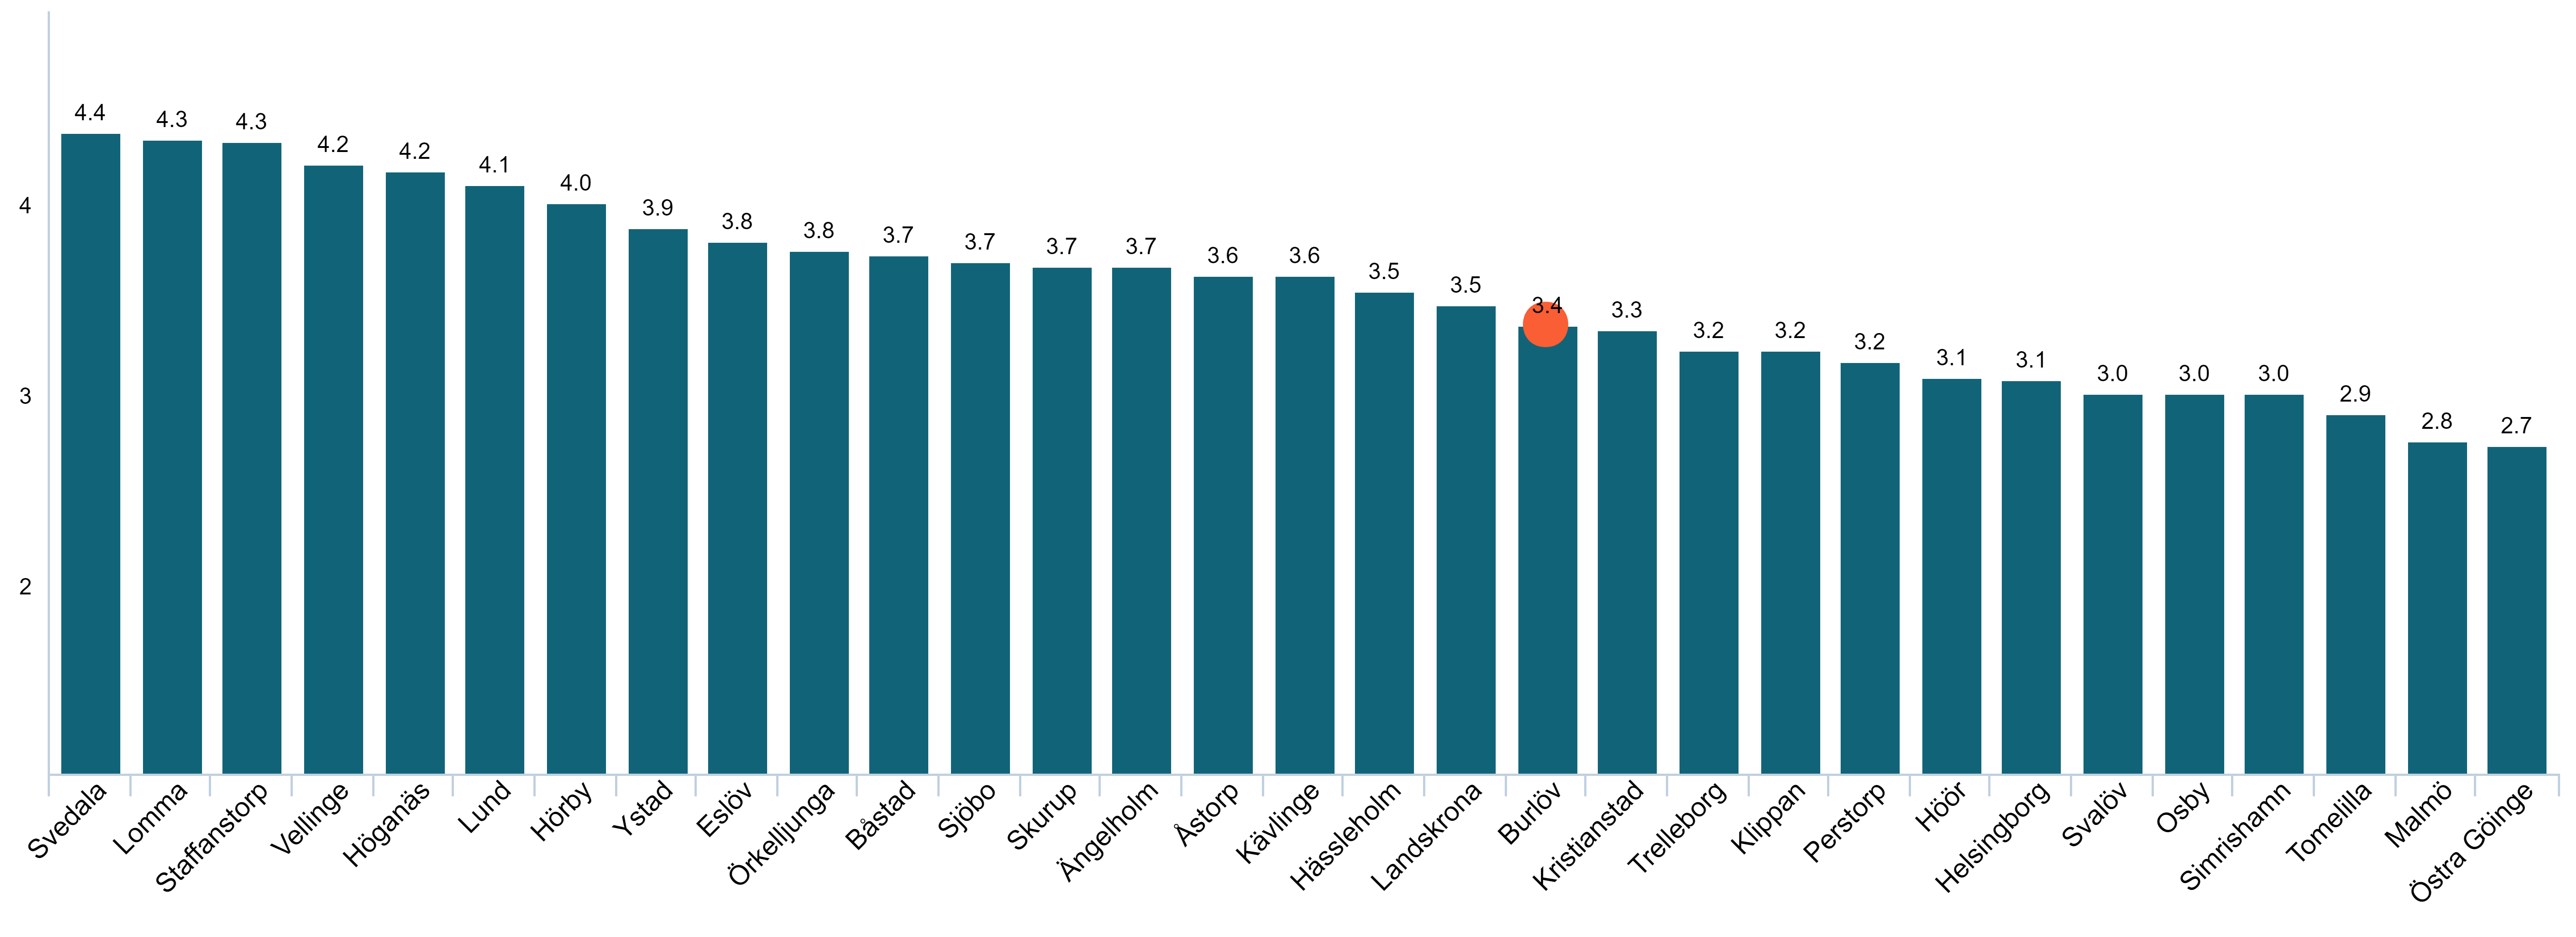 4.4 4.3 4.3 4.2 4.2 4.1 4.0 3.9 3.8 3.8 3.7 3.7 3.7 3.7 3.6 3.6 3.5 3.5 3.4 3.3 3.2 3.2 3.2 3.1 3.1 3.0 3.0 3.0 2.9 2.8 2.7
4
3
2
Svedala
Lomma
Staffanstorp
Vellinge
Höganäs
Lund
Hörby
Ystad
Eslöv
Örkelljunga
Båstad
Sjöbo
Skurup
Ängelholm
Åstorp
Kävlinge
Hässleholm
Landskrona
Burlöv
Kristianstad
Trelleborg
Klippan
Perstorp
Höör
Helsingborg
Svalöv
Osby
Simrishamn
Tomelilla
Malmö
Östra Göinge